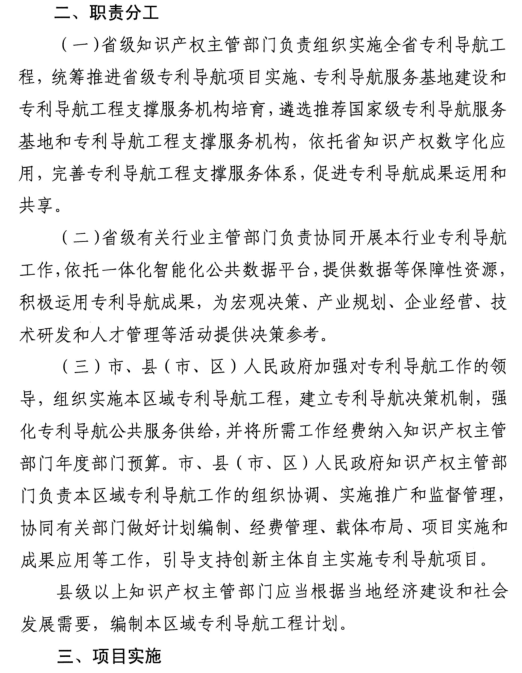 二、职责分工
（一）省级知识产权主管部门负责组织实施全省专利导航工
程，统筹推进省级专利导航项目实施、专利导航服务基地建设和
专利导航工程支撑服务机构培育，遴选推荐国家级专利导航服务
基地和专利导航工程支撑服务机构，依托省知识产权数字化应
用，完善专利导航工程支撑服务体系，促进专利导航成果运用和
共享。
（二）省级有关行业主管部门负责协同开展本行业专利导航
工作，依托一体化智能化公共数据平台，提供数据等保障性资源，
积极运用专利导航成果，为宏观决策、产业规划、企业经营、技
术研发和人才管理等活动提供决策参考。
（三）市、县（市、区）人民政府加强对专利导航工作的领
导，组织实施本区域专利导航工程，建立专利导航决策机制，强
化专利导航公共服务供给，并将所需工作经费纳入知识产权主管
部门年度部门预算。市、县（市、区）人民政府知识产权主管部
门负责本区域专利导航工作的组织协调、实施推广和监督管理，
协同有关部门做好计划编制、经费管理、载体布局、项目实施和
成果应用等工作，引导支持创新主体自主实施专利导航项目。
县级以上知识产权主管部门应当根据当地经济建设和社会
发展需要，编制本区域专利导航工程计划。
三、项目实施